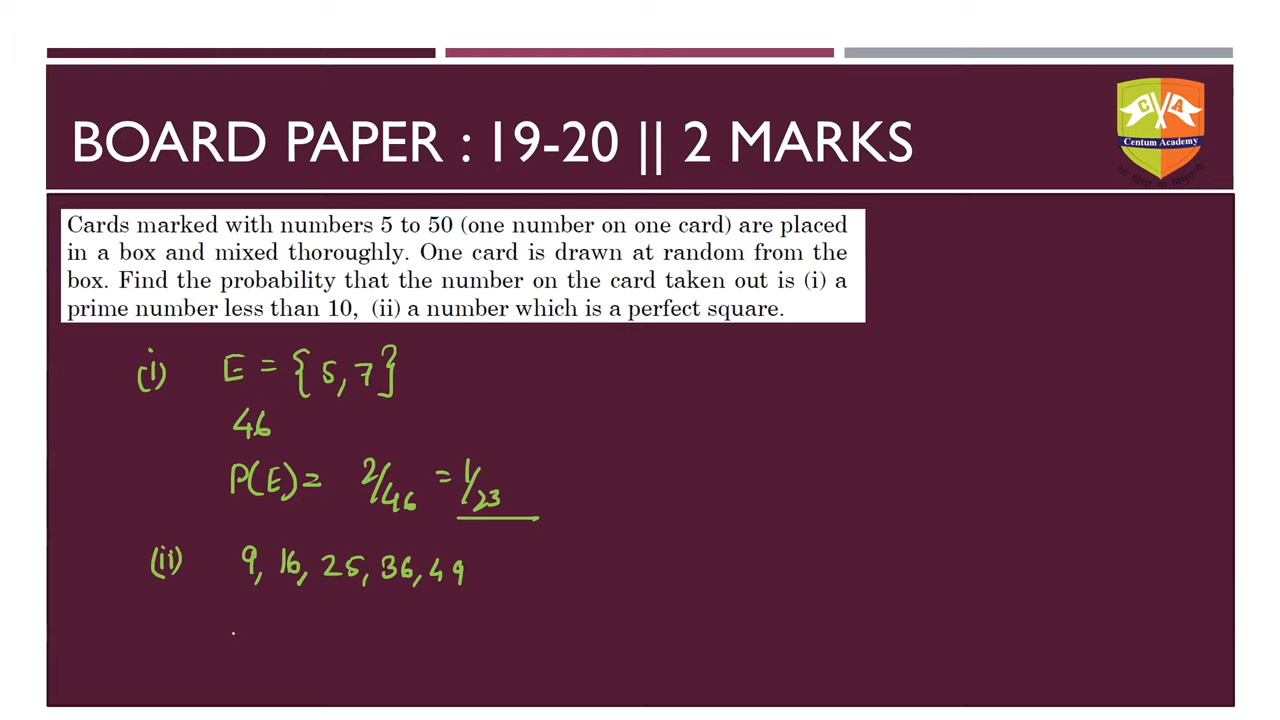 BOARD PAPER : 19-20 || 2 MARKS
C A
Centum Academy
Cards marked with numbers 5 to 50 (one number on one card) are placed
in a box and mixed thoroughly. One card is drawn at random from the
box. Find the probability that the number on the card taken out is (i) a
prime number less than 10, (ii) a number which is a perfect square.
(i) E = {5, 7}
46
P(E) = 2/46 = 1/23
(ii) 9, 16, 25, 36, 49